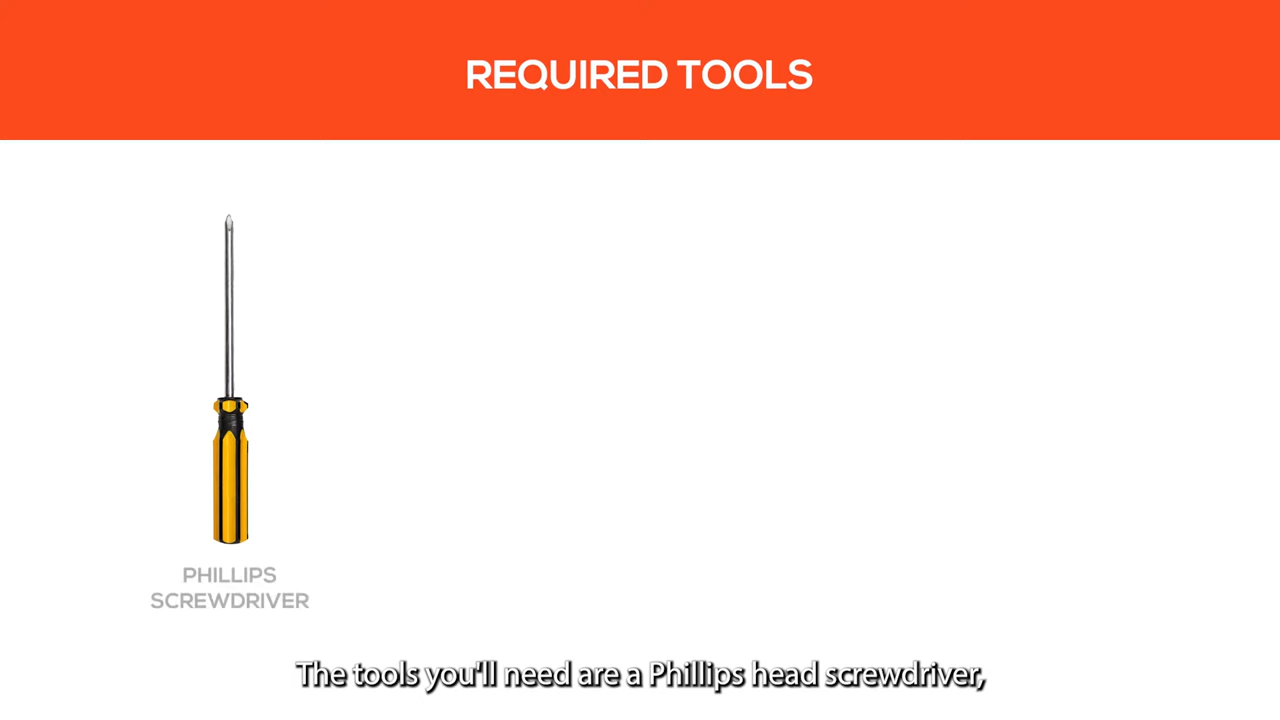 REQUIRED TOOLS
PHILLIPS
SCREWDRIVER
The tools you'll need are a Phillips head screwdriver,